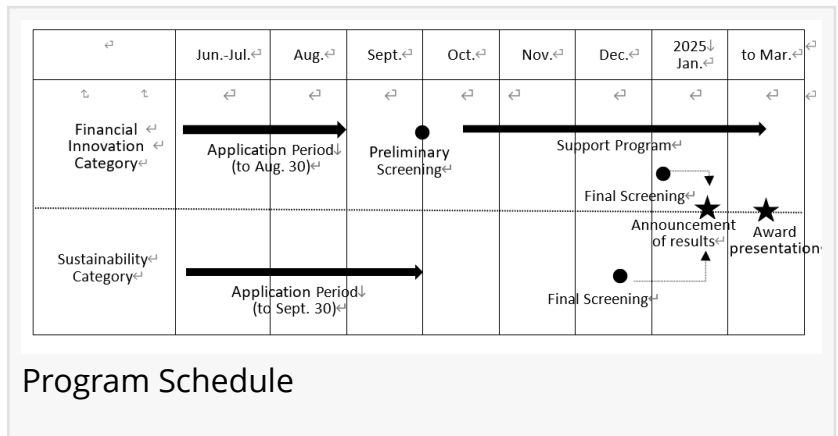 Jun.-Jul.
Aug.
Sept.
Oct.
Nov.
Dec.
2025
Jan.
to Mar.
Financial
Innovation
Category
Application Period
(to Aug. 30)
Preliminary
Screening
Support Program
Final Screening
Announcement
of results
Award
presentation
Sustainability
Category
Application Period
(to Sept. 30)
Final Screening
Program Schedule